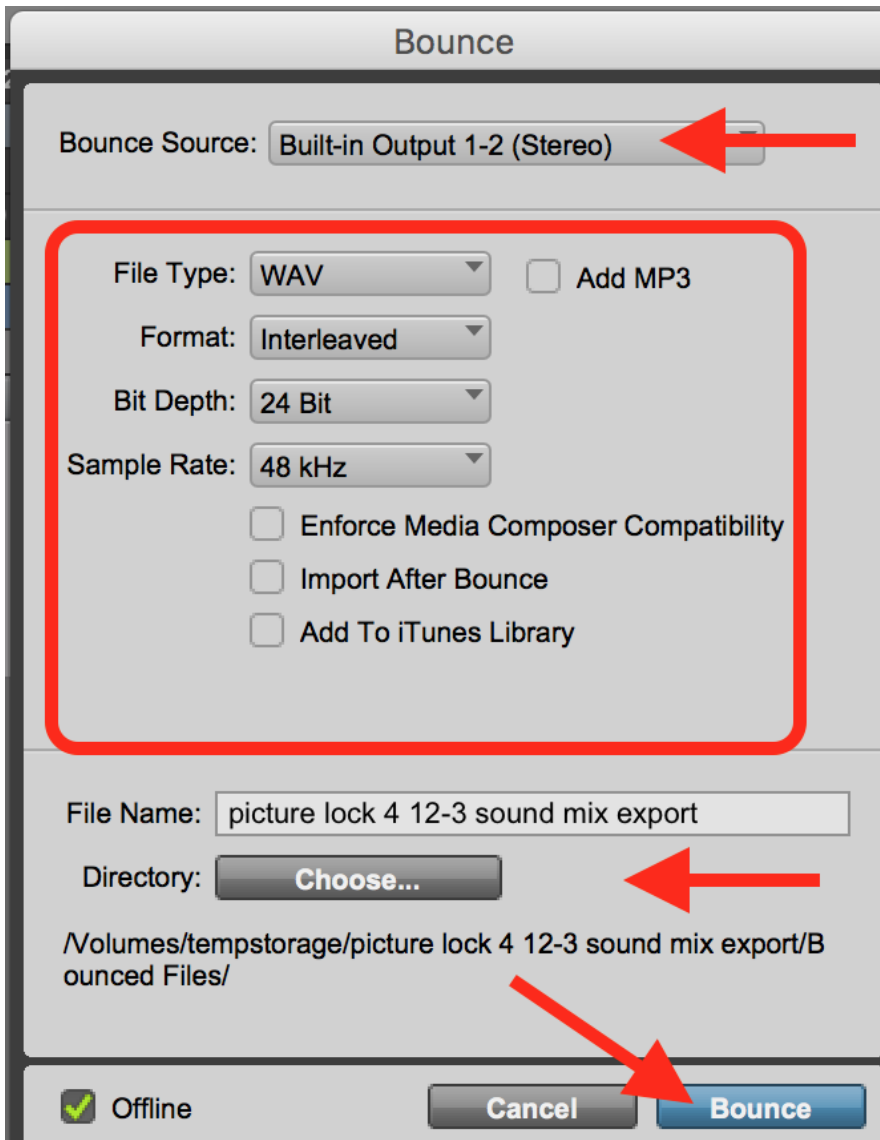 Bounce
Bounce Source: Built-in Output 1-2 (Stereo)
File Type: WAV Add MP3
Format: Interleaved
Bit Depth: 24 Bit
Sample Rate: 48 kHz
Enforce Media Composer Compatibility
Import After Bounce
Add To iTunes Library
File Name: picture lock 4 12-3 sound mix export
Directory: Choose...
/Volumes/tempstorage/picture lock 4 12-3 sound mix export/B
ounced Files/
Offline Cancel Bounce